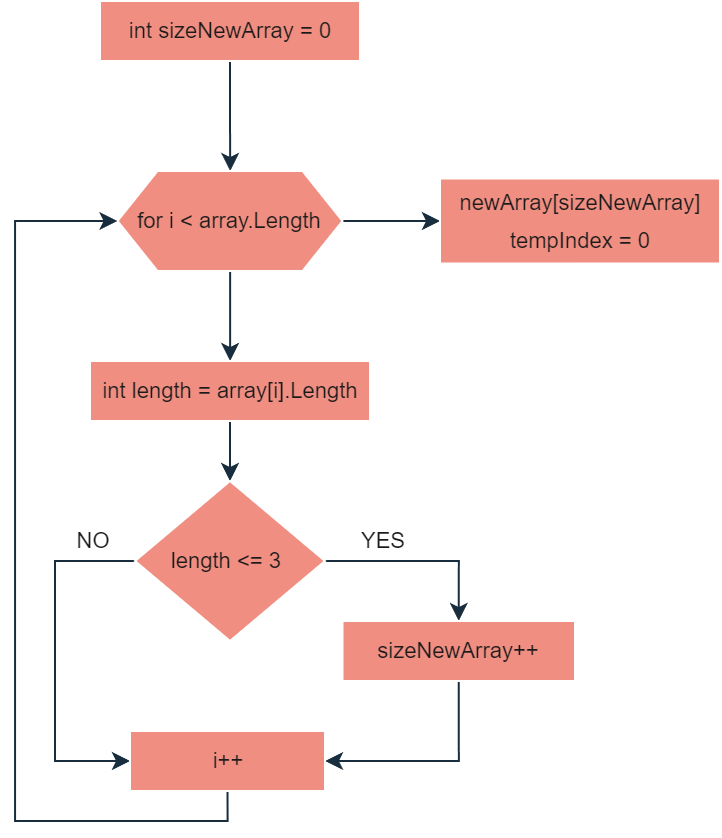 int sizeNewArray = 0
for i < array.Length
newArray[sizeNewArray]
tempIndex = 0
int length = array[i].Length
NO
YES
length <= 3
sizeNewArray++
i++